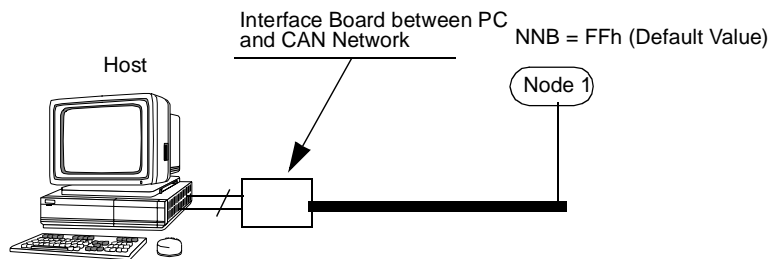 Interface Board between PC
and CAN Network
NNB = FFh (Default Value)
Host
Node 1